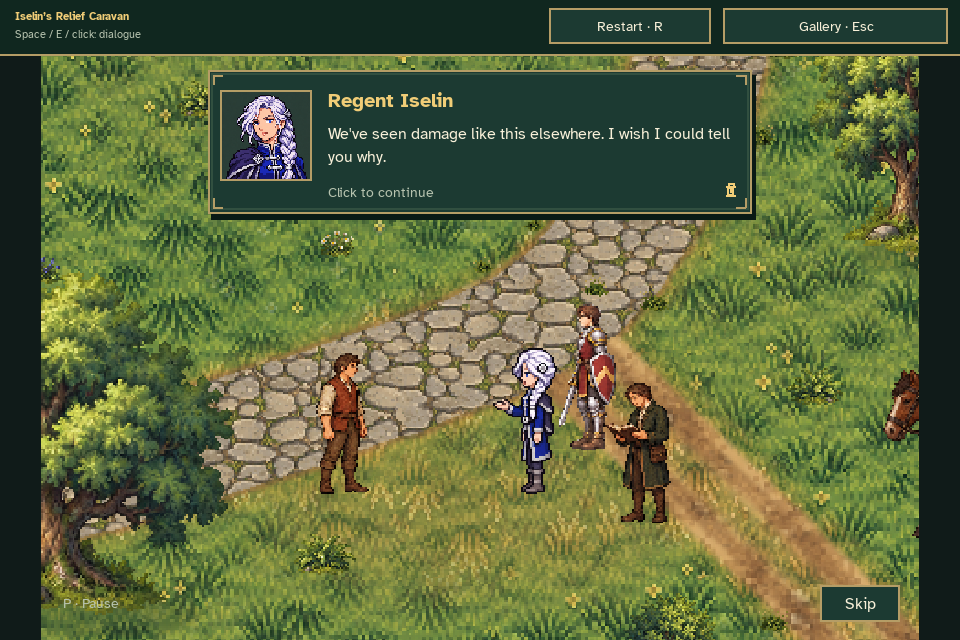 Iselin's Relief Caravan
Space / E / click: dialogue
Restart · R
Gallery · Esc
Regent Iselin
We've seen damage like this elsewhere. I wish I could tell
you why.
Click to continue
P · Pause
Skip